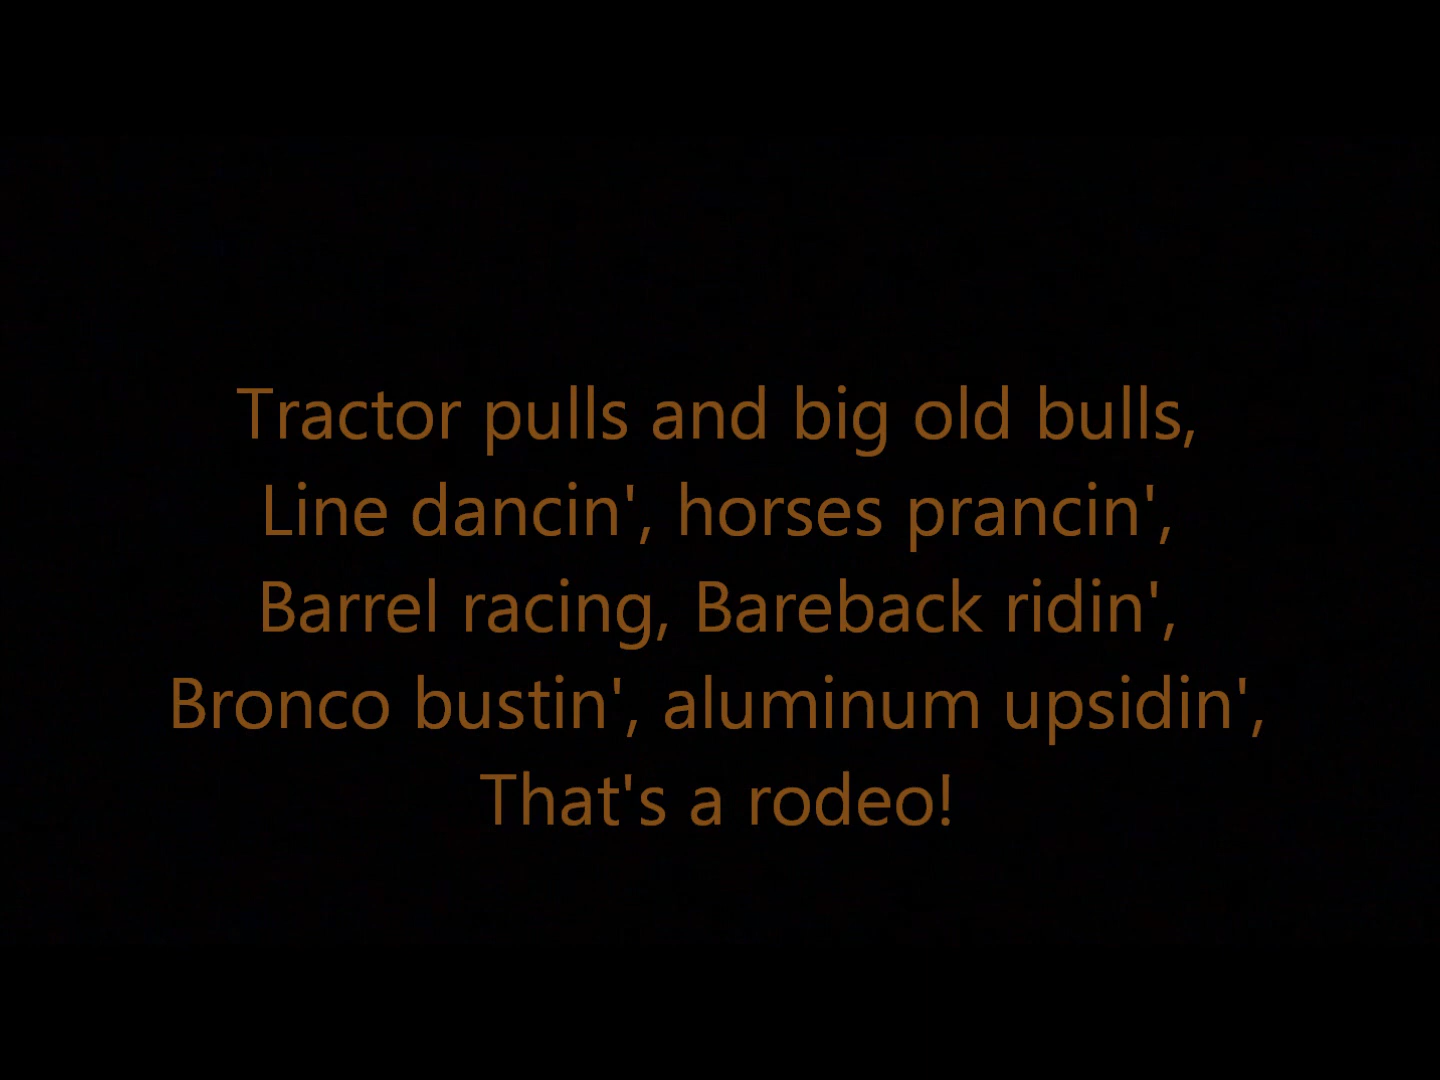 Tractor pulls and big old bulls,
Line dancin', horses prancin',
Barrel racing, Bareback ridin',
Bronco bustin', aluminum upsidin',
That's a rodeo!